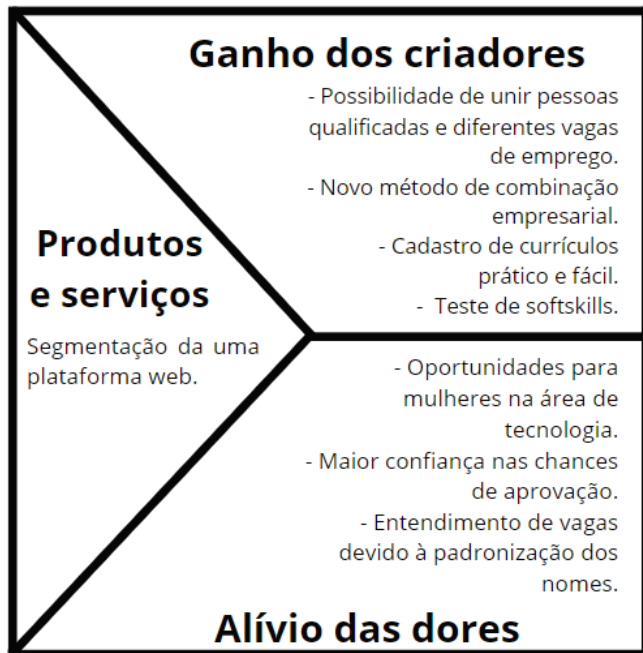 Ganho dos criadores
- Possibilidade de unir pessoas
qualificadas e diferentes vagas
de emprego.
- Novo método de combinação
empresarial.
- Cadastro de currículos
prático e fácil.
- Teste de softskills.
Produtos
e serviços
Segmentação da uma
plataforma web.
- Oportunidades para
mulheres na área de
tecnologia.
- Maior confiança nas chances
de aprovação.
- Entendimento de vagas
devido à padronização dos
nomes.
Alívio das dores